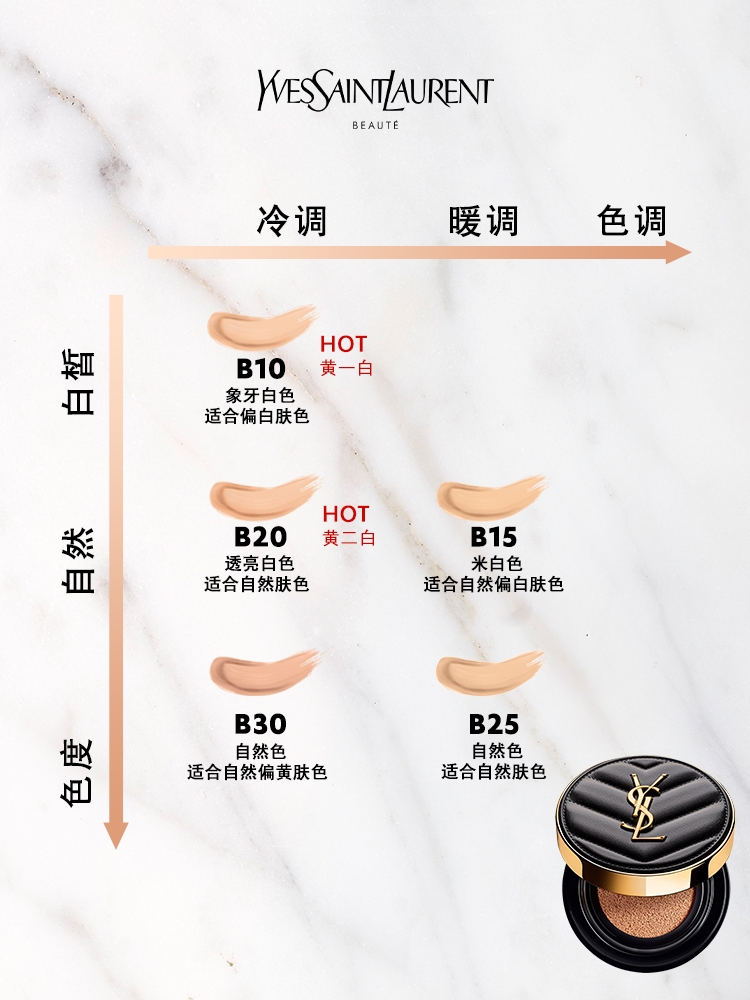 YVESSAINTLAURENT
BEAUTÉ
冷调
暖调
色调
白皙
自然
色度
HOT
黄一白
B10
象牙白色
适合偏白肤色
HOT
黄二白
B20
透亮白色
适合自然肤色
B15
米白色
适合自然偏白肤色
B30
自然色
适合自然偏黄肤色
B25
自然色
适合自然肤色
YSL